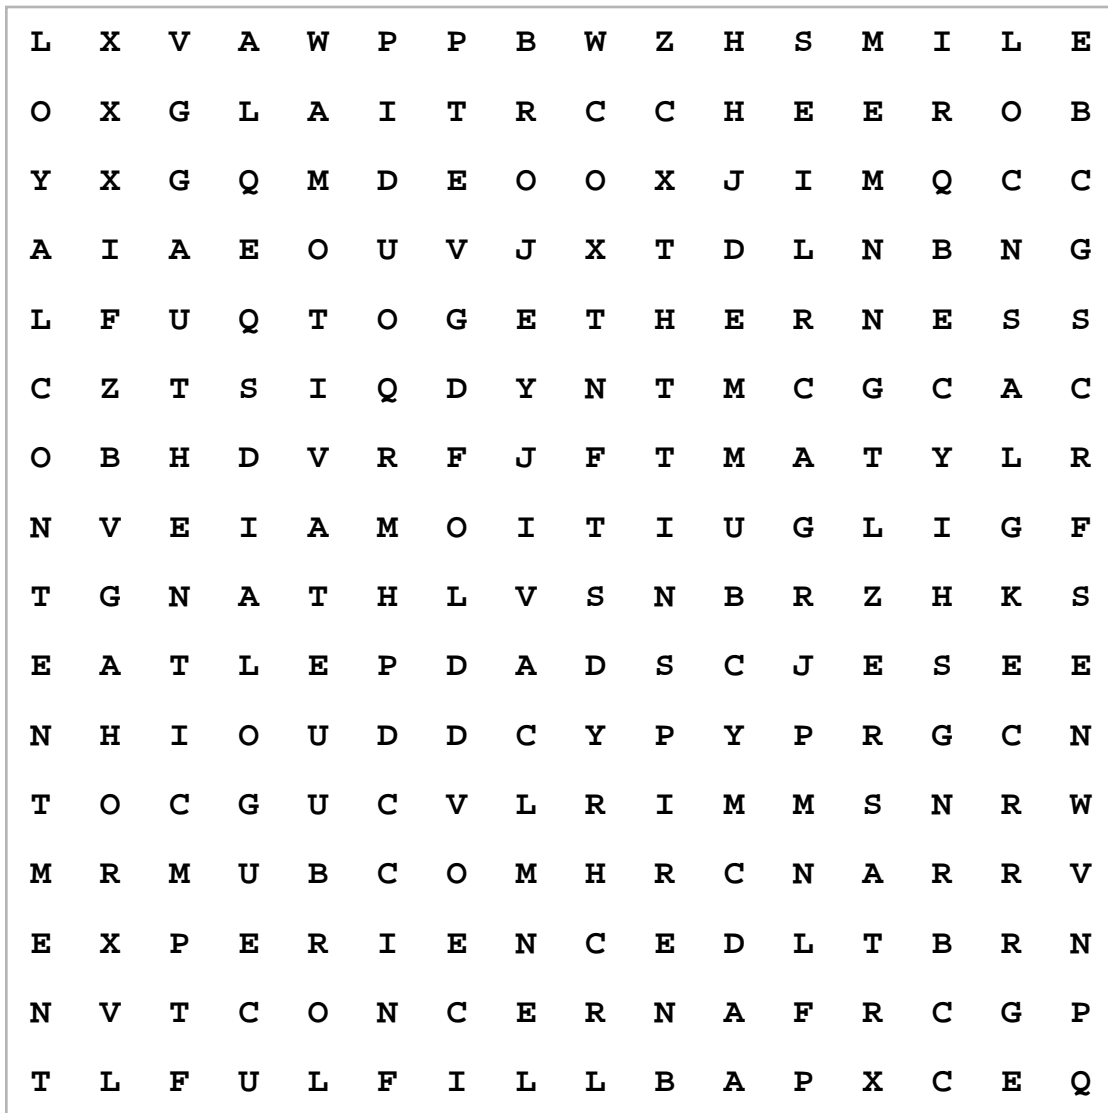 L X V A W P P B W Z H S M I L E
O X G L A I T R C C H E E R O B
Y X G Q M D E O O X J I M Q C C
A I A E O U V J X T D L N B N G
L F U Q T O G E T H E R N E S S
C Z T S I Q D Y N T M C G C A C
O B H D V R F J F T M A T Y L R
N V E I A M O I T I U G L I G F
T G N A T H L V S N B R Z H K S
E A T L E P D A D S C J E S E E
N H I O U D D C Y P Y P R G C N
T O C G U C V L R I M M S N R W
M R M U B C O M H R C N A R R V
E X P E R I E N C E D L T B R N
N V T C O N C E R N A F R C G P
T L F U L F I L L B A P X C E Q